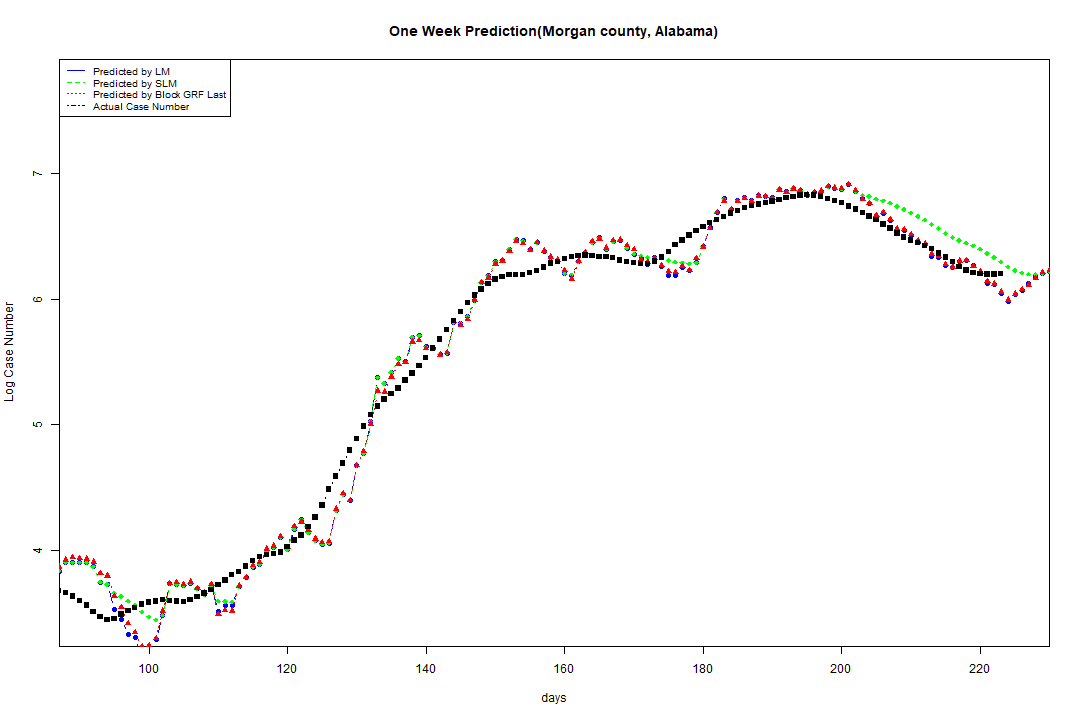 One Week Prediction(Morgan county, Alabama)
Predicted by LM
Predicted by SLM
Predicted by Block GRF Last
Actual Case Number
7
6
5
4
Log Case Number
100 120 140 160 180 200 220
days